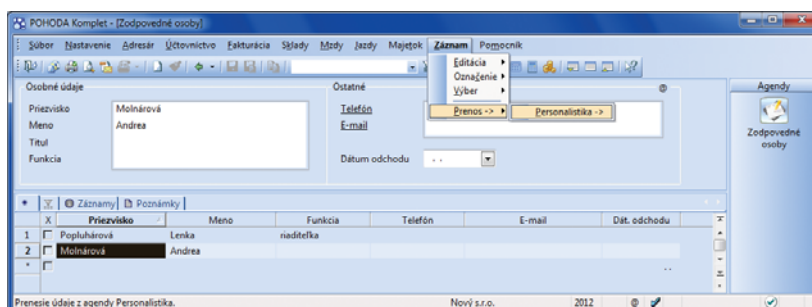 POHODA Komplet - [Zodpovedné osoby]
Súbor Nastavenie Adresár Účtovníctvo Fakturácia Sklady Mzdy Jazdy Majetok Záznam Pomocník
Editácia
Označenie
Výber
Prenos -> Personalistika ->
Osobné údaje Ostatné @ Agendy
Priezvisko Molnárová Telefón
Meno Andrea E-mail
Titul
Funkcia Dátum odchodu . .
Zodpovedné
osoby
* Záznamy Poznámky
X Priezvisko Meno Funkcia Telefón E-mail Dát. odchodu
1 Popluhárová Lenka riaditeľka
2 Molnárová Andrea
* . .
Prenesie údaje z agendy Personalistika. Nový s.r.o. 2012 @